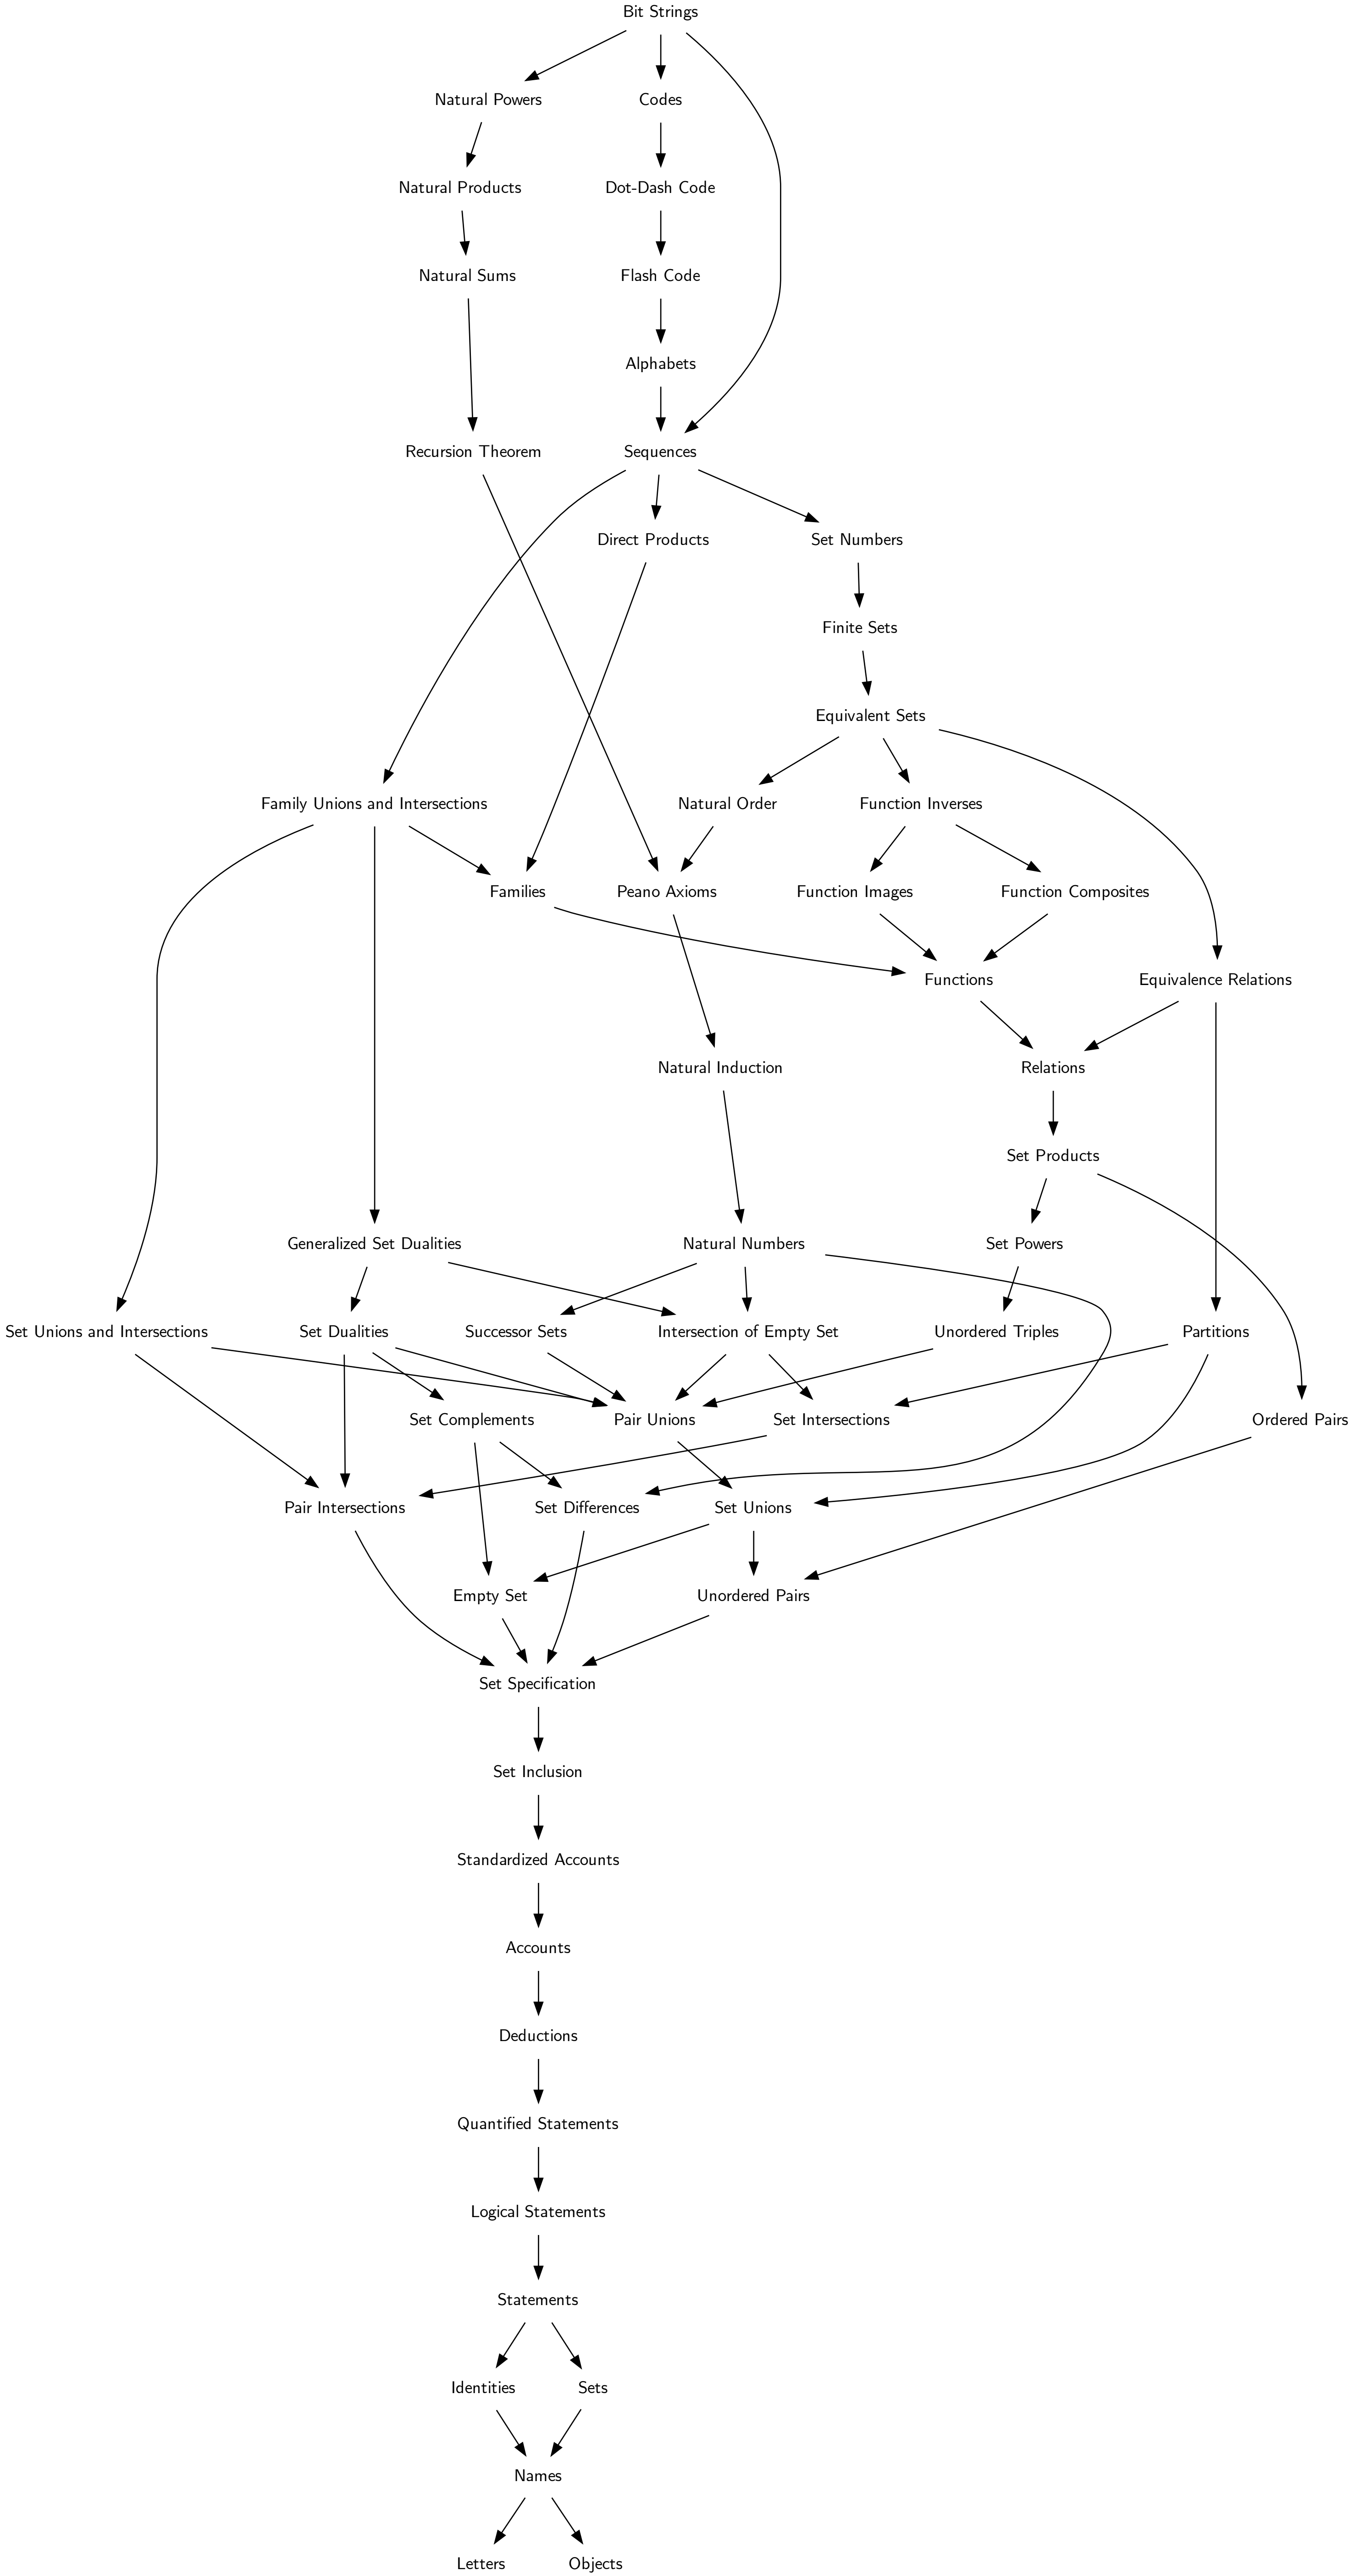 Bit Strings
Natural Powers
Codes
Natural Products
Dot-Dash Code
Natural Sums
Flash Code
Alphabets
Recursion Theorem
Sequences
Direct Products
Set Numbers
Finite Sets
Equivalent Sets
Family Unions and Intersections
Natural Order
Function Inverses
Families
Peano Axioms
Function Images
Function Composites
Functions
Equivalence Relations
Natural Induction
Relations
Set Products
Generalized Set Dualities
Natural Numbers
Set Powers
Set Unions and Intersections
Set Dualities
Successor Sets
Intersection of Empty Set
Unordered Triples
Partitions
Set Complements
Pair Unions
Set Intersections
Ordered Pairs
Pair Intersections
Set Differences
Set Unions
Empty Set
Unordered Pairs
Set Specification
Set Inclusion
Standardized Accounts
Accounts
Deductions
Quantified Statements
Logical Statements
Statements
Identities
Sets
Names
Letters
Objects